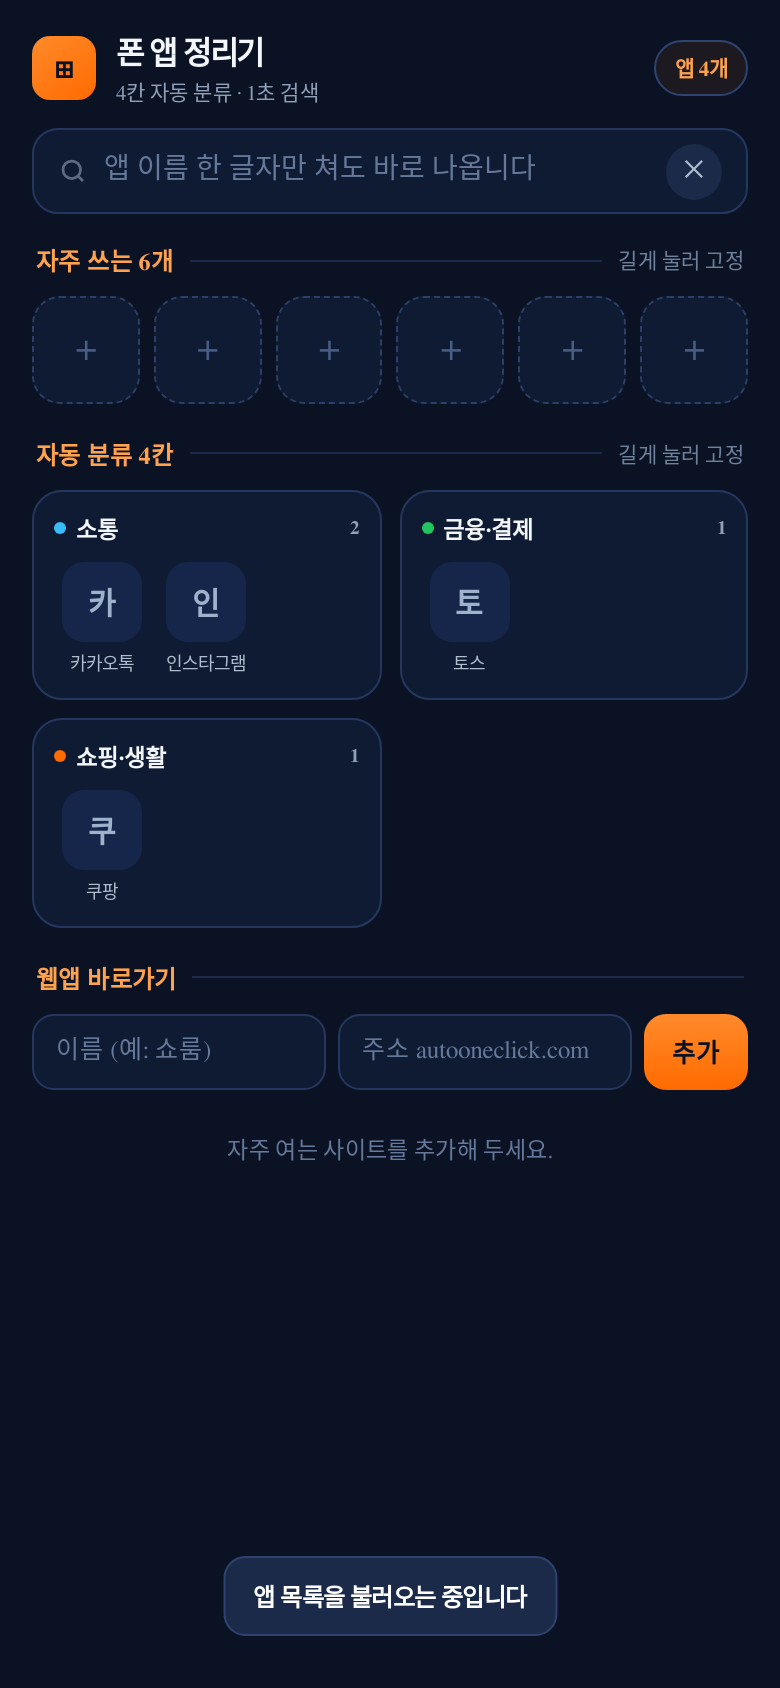 폰 앱 정리기
4칸 자동 분류 · 1초 검색
앱 4개
앱 이름 한 글자만 쳐도 바로 나옵니다
자주 쓰는 6개
길게 눌러 고정
+ + + + + +
자동 분류 4칸
길게 눌러 고정
소통 2
카 인
카카오톡 인스타그램
금융·결제 1
토
토스
쇼핑·생활 1
쿠
쿠팡
웹앱 바로가기
이름 (예: 쇼룸)
주소 autooneclick.com
추가
자주 여는 사이트를 추가해 두세요.
앱 목록을 불러오는 중입니다